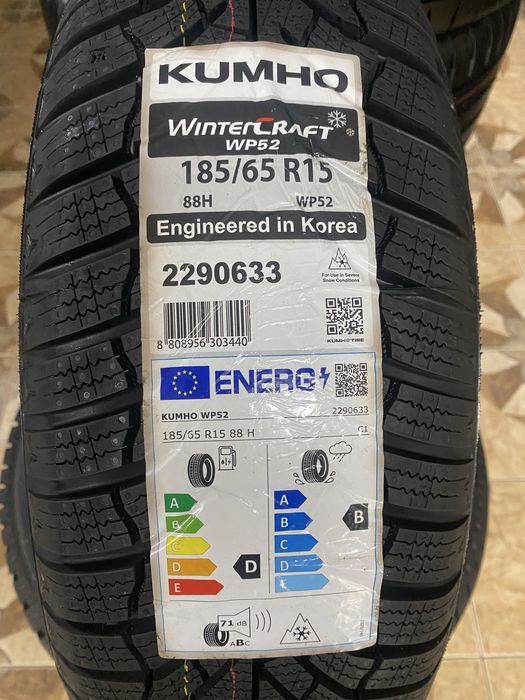 KUMHO
WINTERCRAFT
WP52
185/65 R15
88H WP52
Engineered in Korea
2290633
For Use in Severe
Snow Conditions
8 808956 303440
KUMHO TIRE
ENERG
KUMHO WP52 2290633
185/65 R15 88 H C1
A A
B B B
C C
D D D
E E
71 dB
ABC